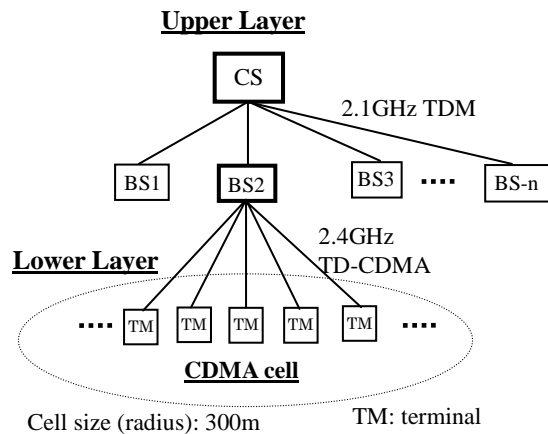 Upper Layer
CS
2.1GHz TDM
BS1
BS2
BS3
BS-n
2.4GHz
TD-CDMA
Lower Layer
TM
TM
TM
TM
TM
CDMA cell
Cell size (radius): 300m
TM: terminal